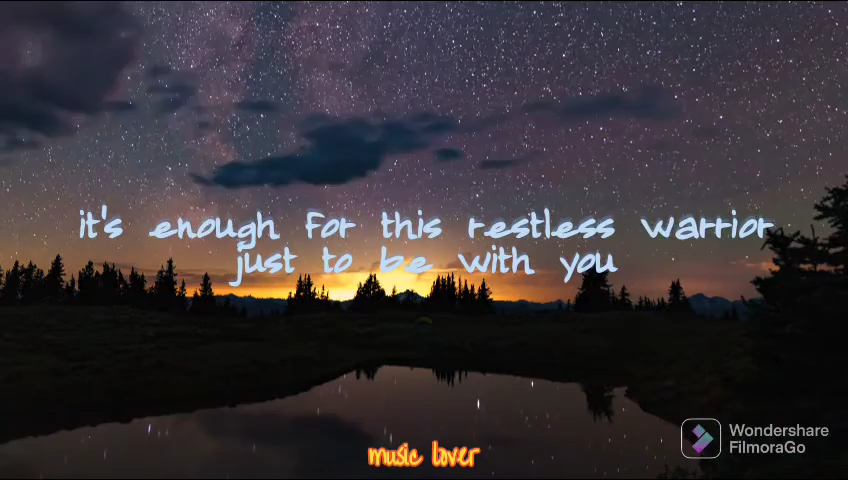 it's enough for this restless warrior
just to be with you
music lover
Wondershare
FilmoraGo